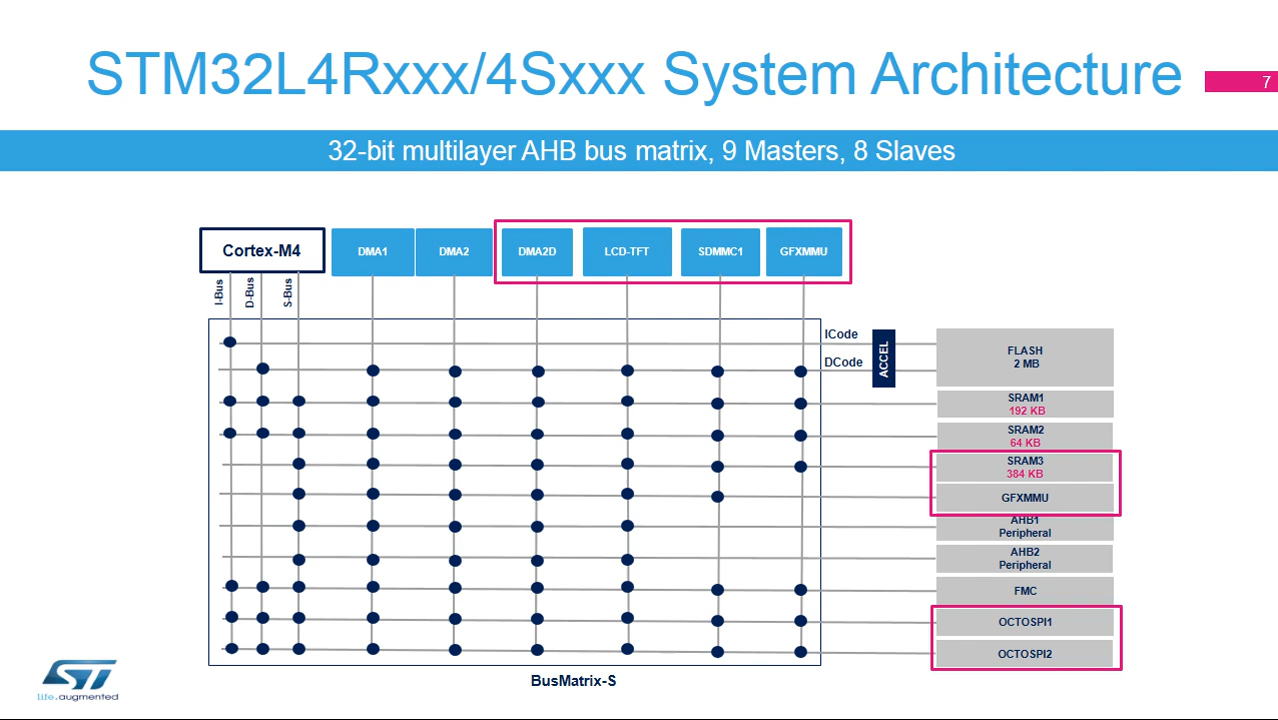 STM32L4Rxxx/4Sxxx System Architecture
7
32-bit multilayer AHB bus matrix, 9 Masters, 8 Slaves
Cortex-M4
DMA1
DMA2
DMA2D
LCD-TFT
SDMMC1
GFXMMU
I-Bus
D-Bus
S-Bus
ICode
DCode
ACCEL
FLASH
2 MB
SRAM1
192 KB
SRAM2
64 KB
SRAM3
384 KB
GFXMMU
AHB1
Peripheral
AHB2
Peripheral
FMC
OCTOSPI1
OCTOSPI2
BusMatrix-S
ST
life.augmented